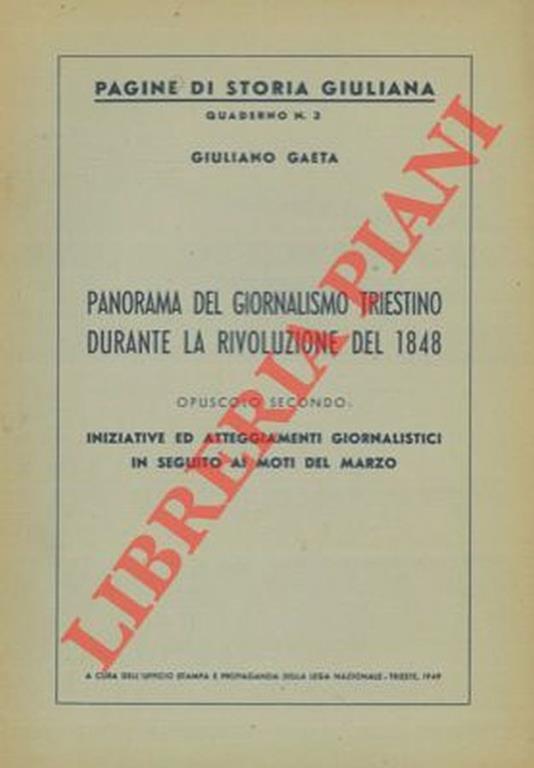 PAGINE DI STORIA GIULIANA
QUADERNO N. 3
GIULIANO GAETA
PANORAMA DEL GIORNALISMO TRIESTINO
DURANTE LA RIVOLUZIONE DEL 1848
OPUSCOLO SECONDO:
INIZIATIVE ED ATTEGGIAMENTI GIORNALISTICI
IN SEGUITO AI MOTI DEL MARZO
A CURA DELL'UFFICIO STAMPA E PROPAGANDA DELLA LEGA NAZIONALE - TRIESTE, 1949
LIBRERIA PIANI